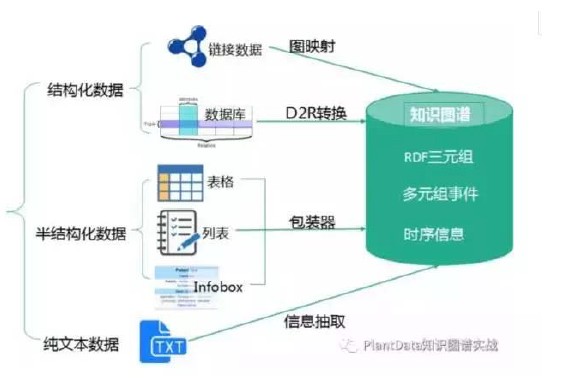 链接数据
图映射
结构化数据
数据库
D2R转换
知识图谱
RDF三元组
多元组事件
时序信息
表格
半结构化数据
列表
包装器
Infobox
信息抽取
纯文本数据
TXT
PlantData知识图谱实战